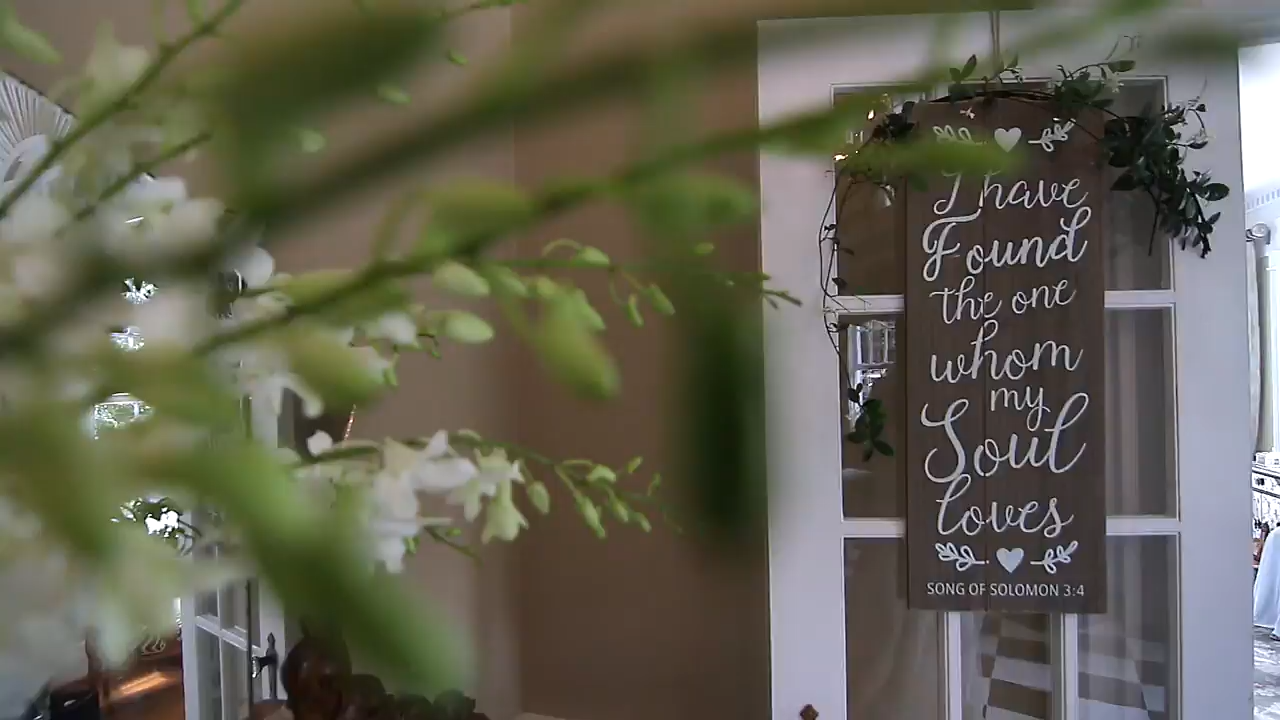 I have
Found
the one
whom
my
Soul
loves
SONG OF SOLOMON 3:4